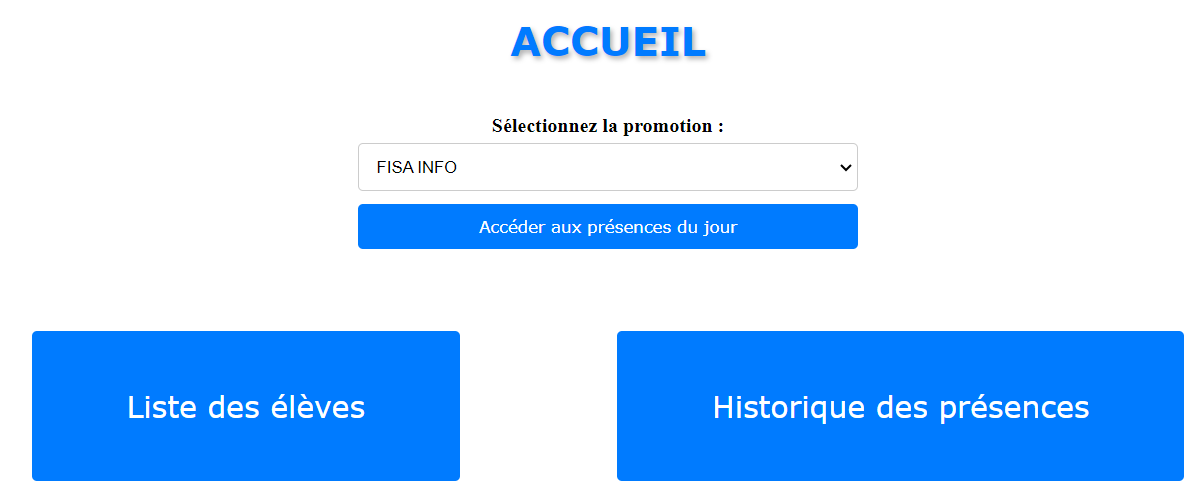 ACCUEIL
Sélectionnez la promotion :
FISA INFO
Accéder aux présences du jour
Liste des élèves
Historique des présences